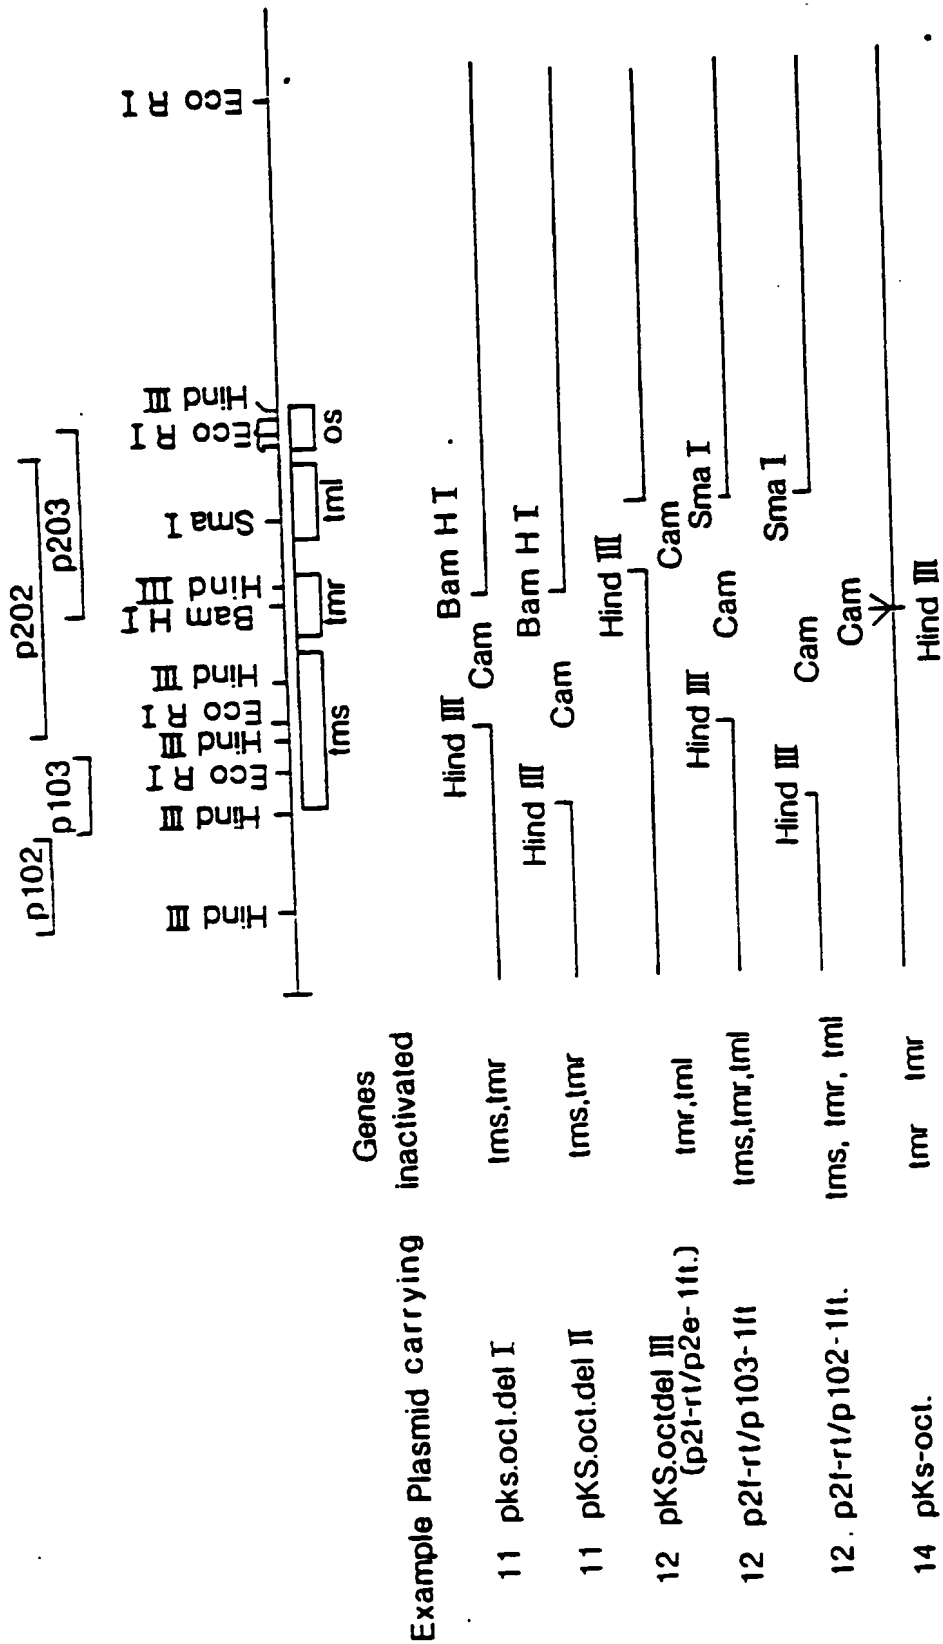 p202
p102
p103
p203
Hind III
Hind III
Eco R I
Hind III
Eco R I
Hind III
Bam H I
Hind III
Sma I
Eco R I
Hind III
Eco R I
tms
tmr
tml
os
Genes
Example Plasmid carrying inactivated
11 pks.oct.del I tms,tmr Hind III Cam Bam H I
11 pKS.oct.del II tms,tmr Hind III Cam Bam H I
12 pKS.octdel III tmr,tml Hind III Cam
(p2f-rt/p2e-1ft.)
12 p2f-rt/p103-1ft tms,tmr,tml Hind III Cam Sma I
12. p2f-rt/p102-1ft. tms, tmr, tml Hind III Cam Sma I
14 pKs-oct. tmr tmr Cam
Hind III